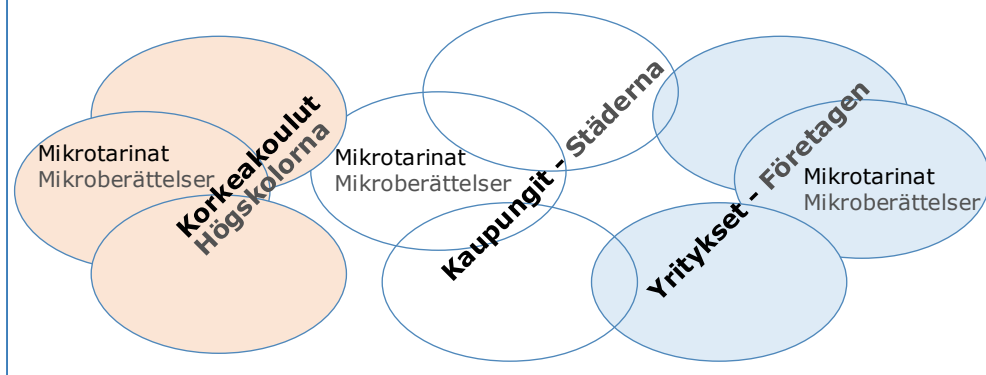 Mikrotarinat
Mikroberättelser
Korkeakoulut
Högskolorna
Mikrotarinat
Mikroberättelser
Kaupungit - Städerna
Yritykset - Företagen
Mikrotarinat
Mikroberättelser